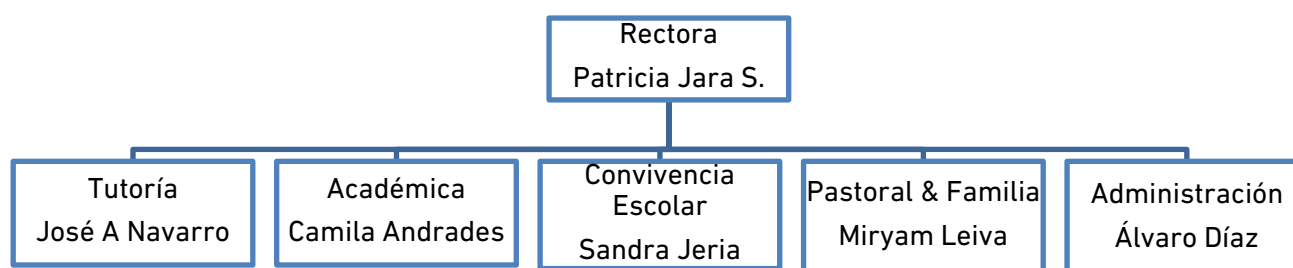 Rectora
Patricia Jara S.
Tutoría
José A Navarro
Académica
Camila Andrades
Convivencia
Escolar
Sandra Jeria
Pastoral & Familia
Miryam Leiva
Administración
Álvaro Díaz